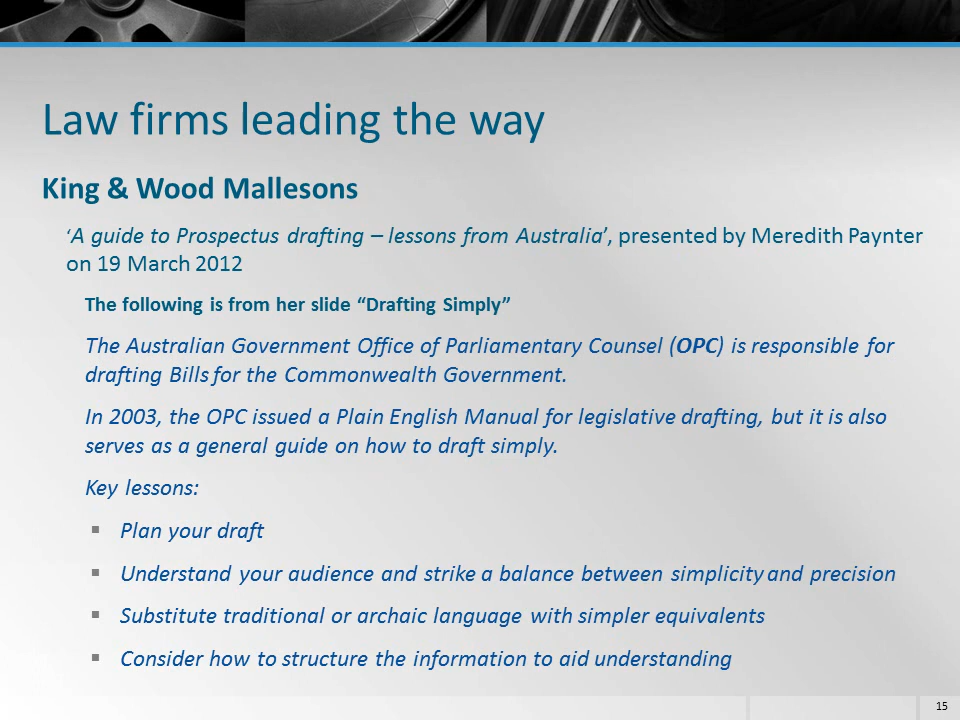 Law firms leading the way
King & Wood Mallesons
‘A guide to Prospectus drafting – lessons from Australia’, presented by Meredith Paynter
on 19 March 2012
The following is from her slide “Drafting Simply”
The Australian Government Office of Parliamentary Counsel (OPC) is responsible for
drafting Bills for the Commonwealth Government.
In 2003, the OPC issued a Plain English Manual for legislative drafting, but it is also
serves as a general guide on how to draft simply.
Key lessons:
▪ Plan your draft
▪ Understand your audience and strike a balance between simplicity and precision
▪ Substitute traditional or archaic language with simpler equivalents
▪ Consider how to structure the information to aid understanding
15